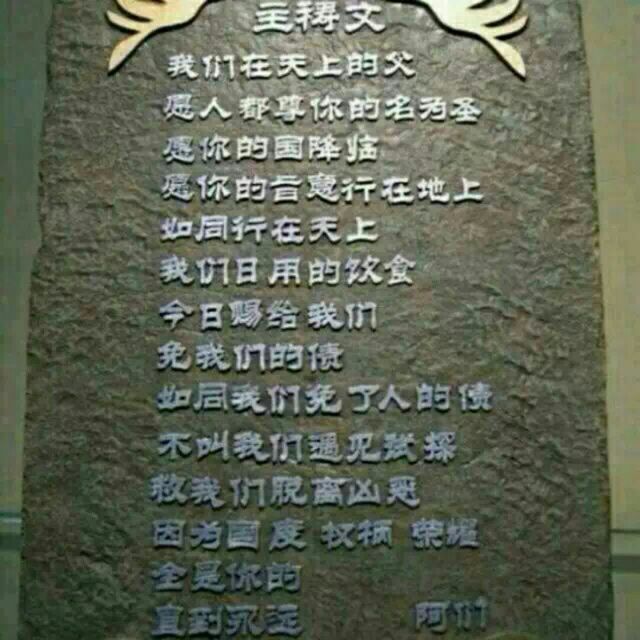 主祷文
我们在天上的父
愿人都尊你的名为圣
愿你的国降临
愿你的旨意行在地上
如同行在天上
我们日用的饮食
今日赐给我们
免我们的债
如同我们免了人的债
不叫我们遇见试探
救我们脱离凶恶
因为国度 权柄 荣耀
全是你的
直到永远 阿们